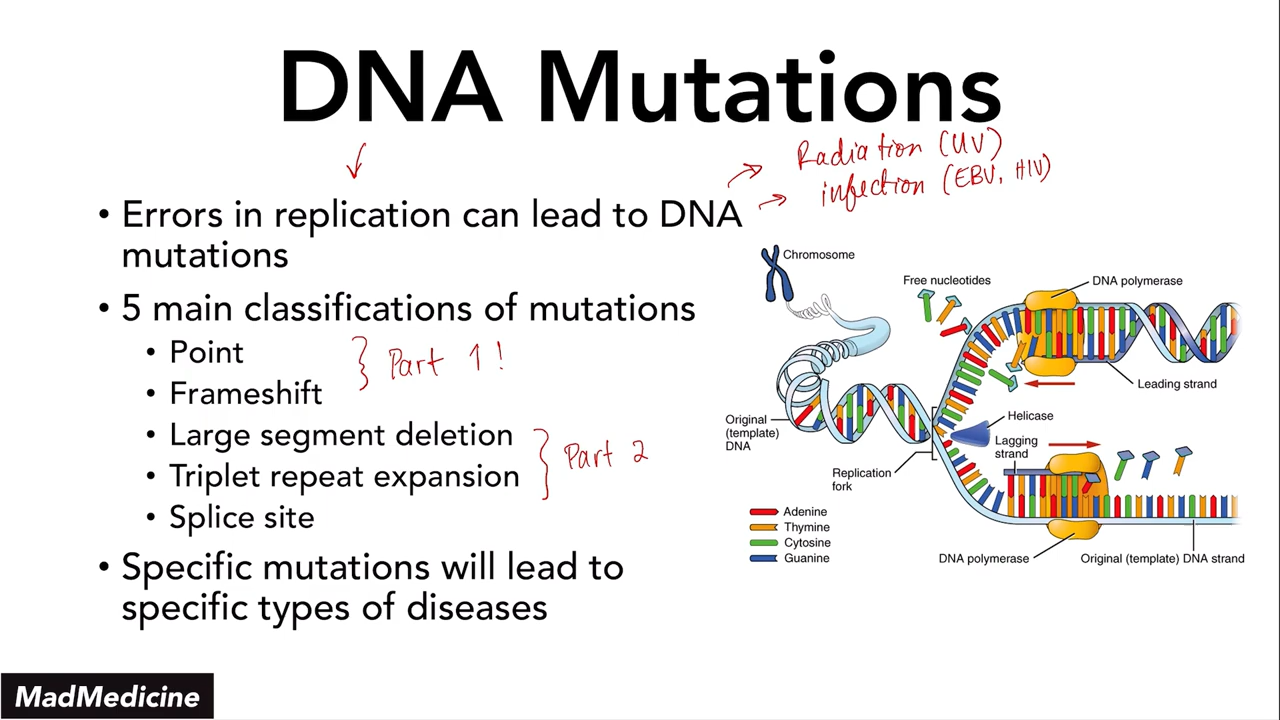 DNA Mutations
Radiation (UV)
infection (EBV, HIV)
• Errors in replication can lead to DNA
mutations
• 5 main classifications of mutations
• Point
• Frameshift
Part 1!
• Large segment deletion
• Triplet repeat expansion
• Splice site
Part 2
• Specific mutations will lead to
specific types of diseases
Chromosome
Free nucleotides
DNA polymerase
Leading strand
Original
(template)
DNA
Helicase
Lagging
strand
Replication
fork
Adenine
Thymine
Cytosine
Guanine
DNA polymerase
Original (template) DNA strand
MadMedicine